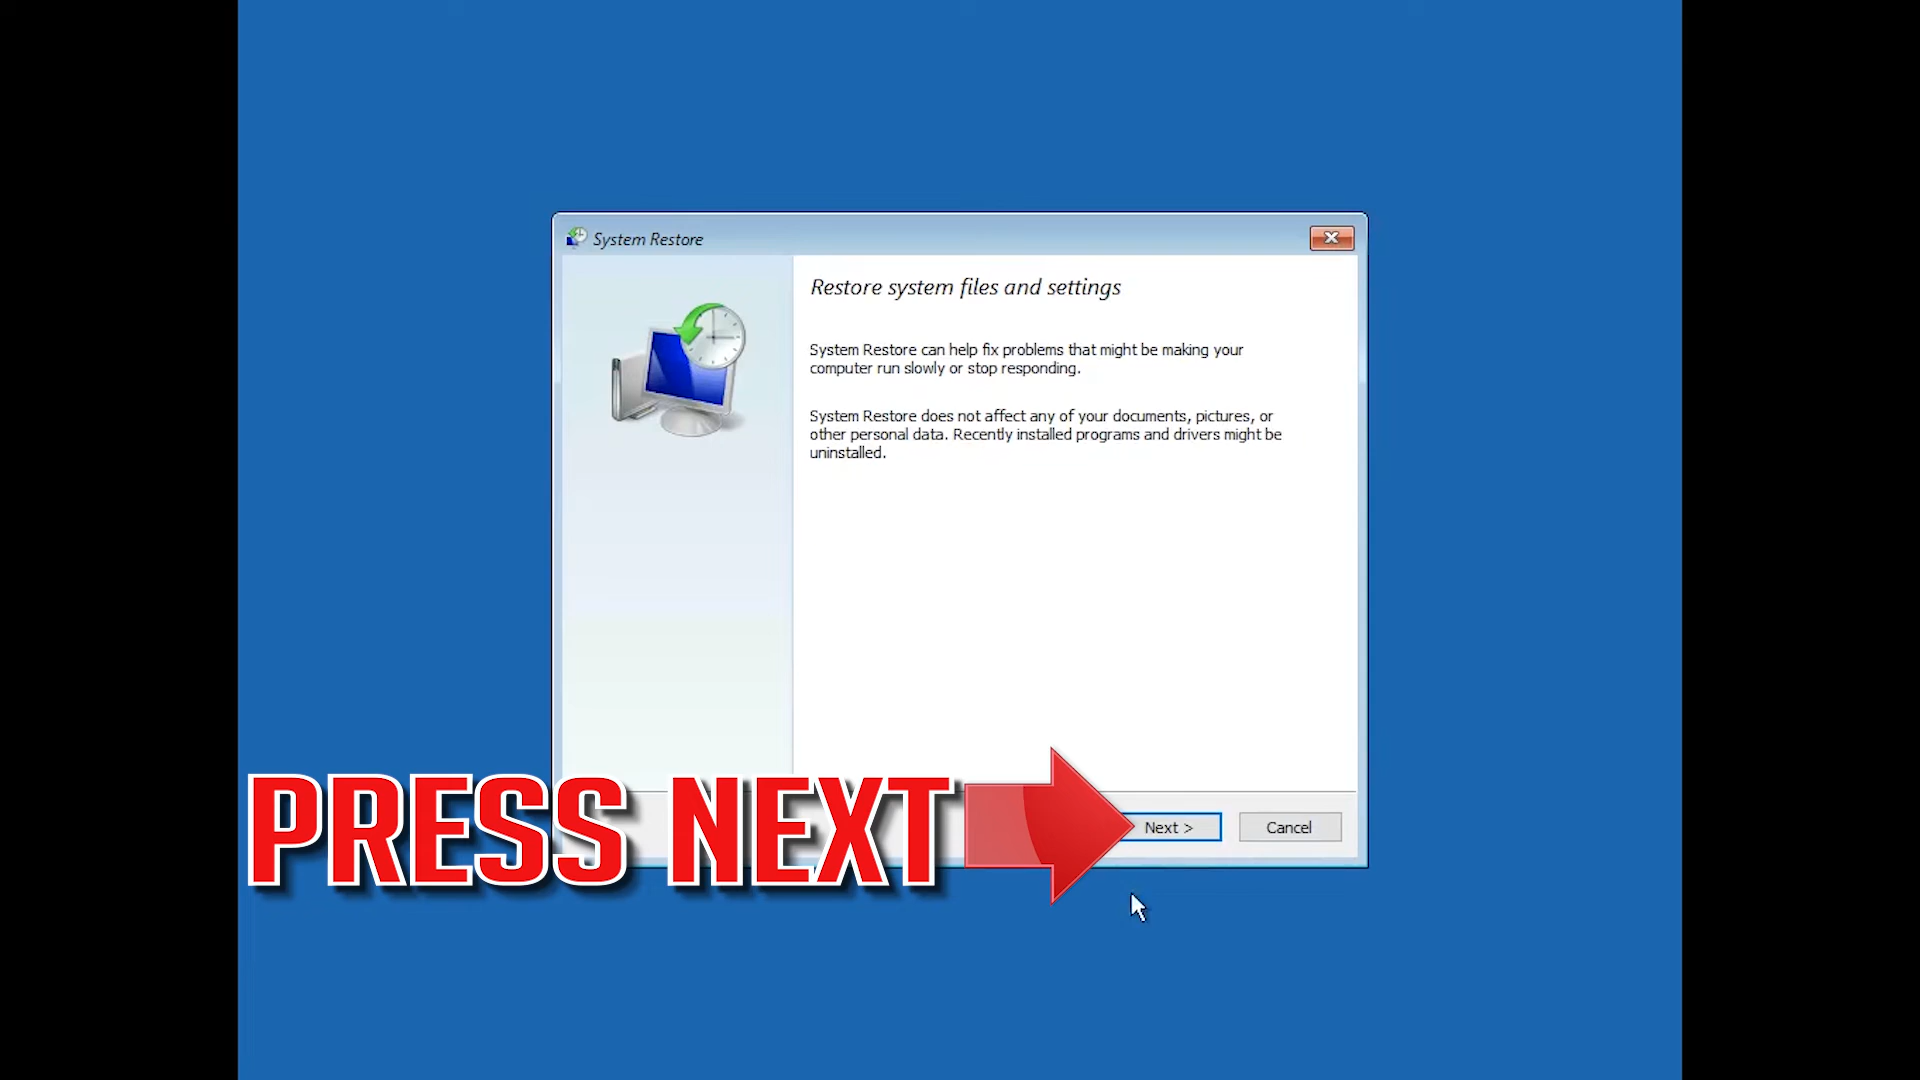 System Restore
Restore system files and settings
System Restore can help fix problems that might be making your
computer run slowly or stop responding.
System Restore does not affect any of your documents, pictures, or
other personal data. Recently installed programs and drivers might be
uninstalled.
PRESS NEXT
Next >
Cancel